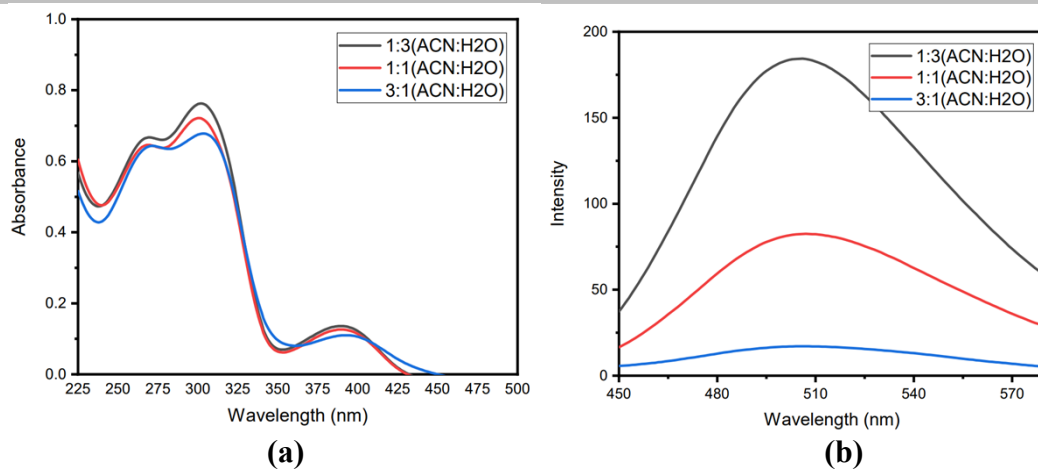 1.0
0.8
0.6
0.4
0.2
0.0
Absorbance
1:3(ACN:H2O)
1:1(ACN:H2O)
3:1(ACN:H2O)
225 250 275 300 325 350 375 400 425 450 475 500
Wavelength (nm)
(a)
200
150
100
50
0
Intensity
1:3(ACN:H2O)
1:1(ACN:H2O)
3:1(ACN:H2O)
450 480 510 540 570
Wavelength (nm)
(b)